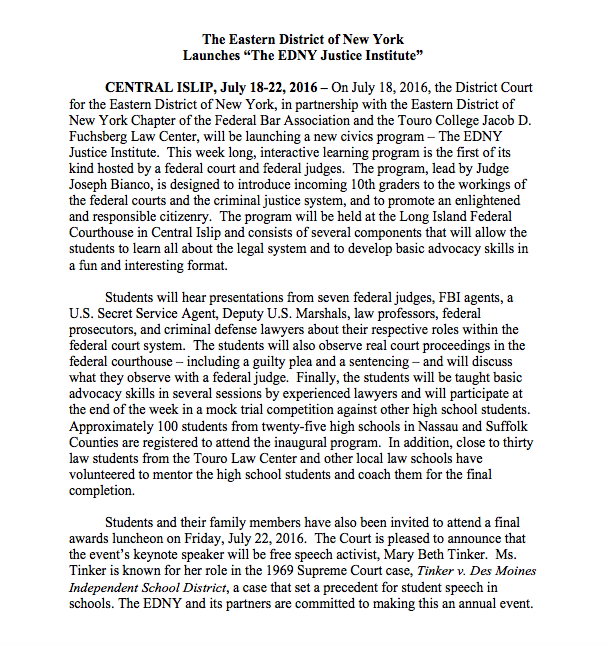 The Eastern District of New York
Launches “The EDNY Justice Institute”
CENTRAL ISLIP, July 18-22, 2016 – On July 18, 2016, the District Court
for the Eastern District of New York, in partnership with the Eastern District of
New York Chapter of the Federal Bar Association and the Touro College Jacob D.
Fuchsberg Law Center, will be launching a new civics program – The EDNY
Justice Institute.  This week long, interactive learning program is the first of its
kind hosted by a federal court and federal judges.  The program, lead by Judge
Joseph Bianco, is designed to introduce incoming 10th graders to the workings of
the federal courts and the criminal justice system, and to promote an enlightened
and responsible citizenry.  The program will be held at the Long Island Federal
Courthouse in Central Islip and consists of several components that will allow the
students to learn all about the legal system and to develop basic advocacy skills in
a fun and interesting format.
Students will hear presentations from seven federal judges, FBI agents, a
U.S. Secret Service Agent, Deputy U.S. Marshals, law professors, federal
prosecutors, and criminal defense lawyers about their respective roles within the
federal court system.  The students will also observe real court proceedings in the
federal courthouse – including a guilty plea and a sentencing – and will discuss
what they observe with a federal judge.  Finally, the students will be taught basic
advocacy skills in several sessions by experienced lawyers and will participate at
the end of the week in a mock trial competition against other high school students.
Approximately 100 students from twenty-five high schools in Nassau and Suffolk
Counties are registered to attend the inaugural program.  In addition, close to thirty
law students from the Touro Law Center and other local law schools have
volunteered to mentor the high school students and coach them for the final
completion.
Students and their family members have also been invited to attend a final
awards luncheon on Friday, July 22, 2016.  The Court is pleased to announce that
the event’s keynote speaker will be free speech activist, Mary Beth Tinker.  Ms.
Tinker is known for her role in the 1969 Supreme Court case, Tinker v. Des Moines
Independent School District, a case that set a precedent for student speech in
schools. The EDNY and its partners are committed to making this an annual event.